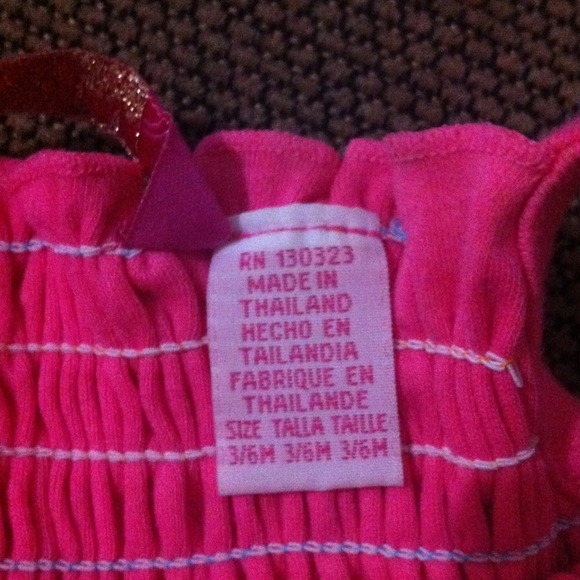 RN 130323
MADE IN
THAILAND
HECHO EN
TAILANDIA
FABRIQUE EN
THAILANDE
SIZE TALLA TAILLE
3/6M 3/6M 3/6M